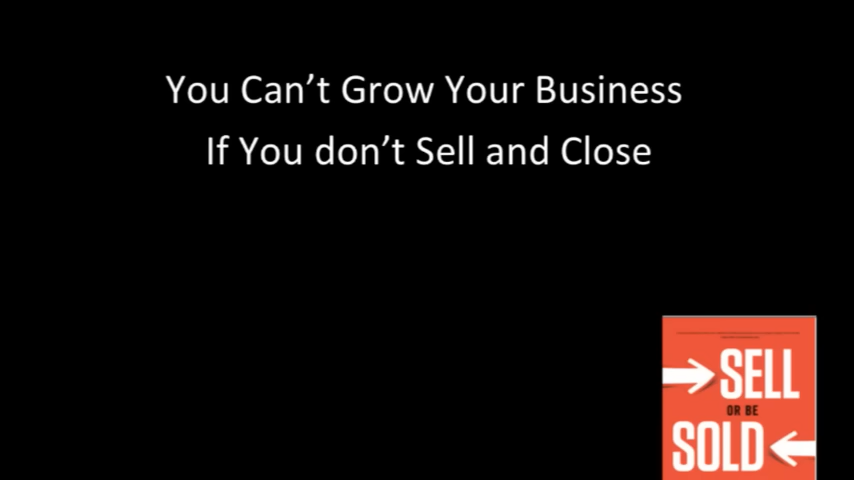 You Can’t Grow Your Business
If You don’t Sell and Close
SELL
OR BE
SOLD